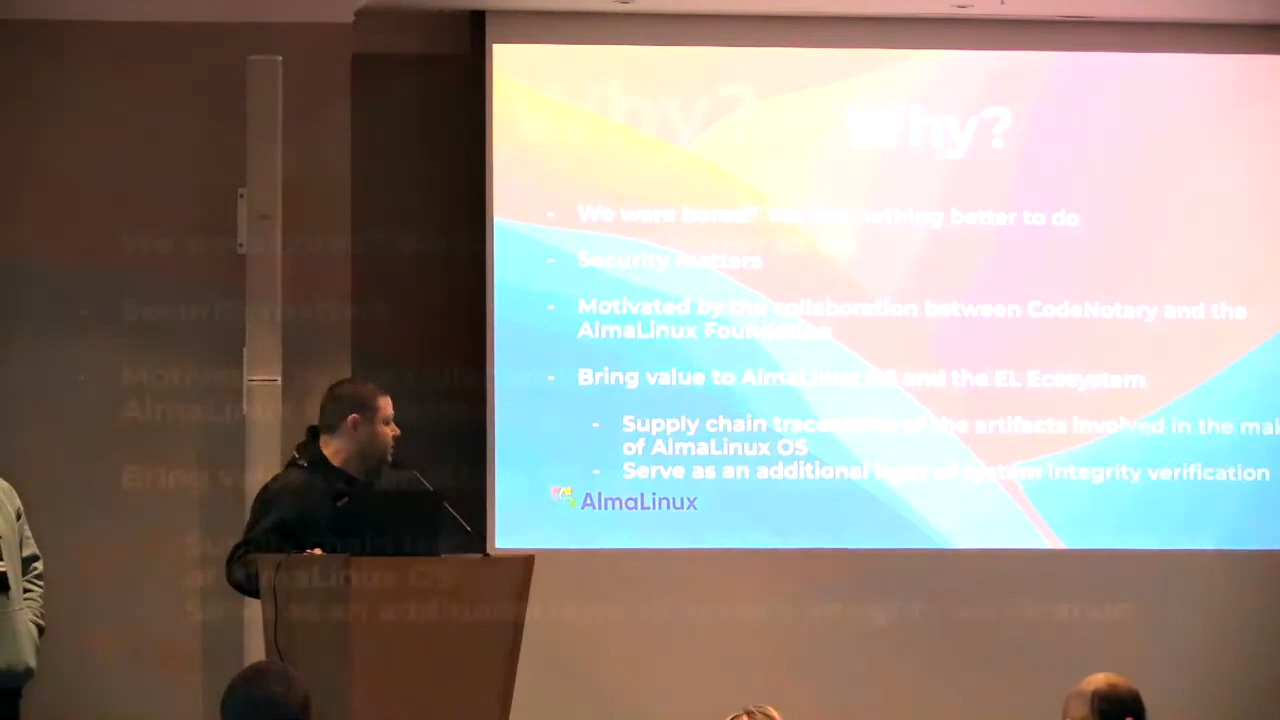 Why?
- We were bored* We had nothing better to do
- Security matters
- Motivated by the collaboration between CodeNotary and the
AlmaLinux Foundation
- Bring value to AlmaLinux OS and the EL Ecosystem
- Supply chain traceability of the artifacts involved in the mak
of AlmaLinux OS
- Serve as an additional layer of system integrity verification
AlmaLinux